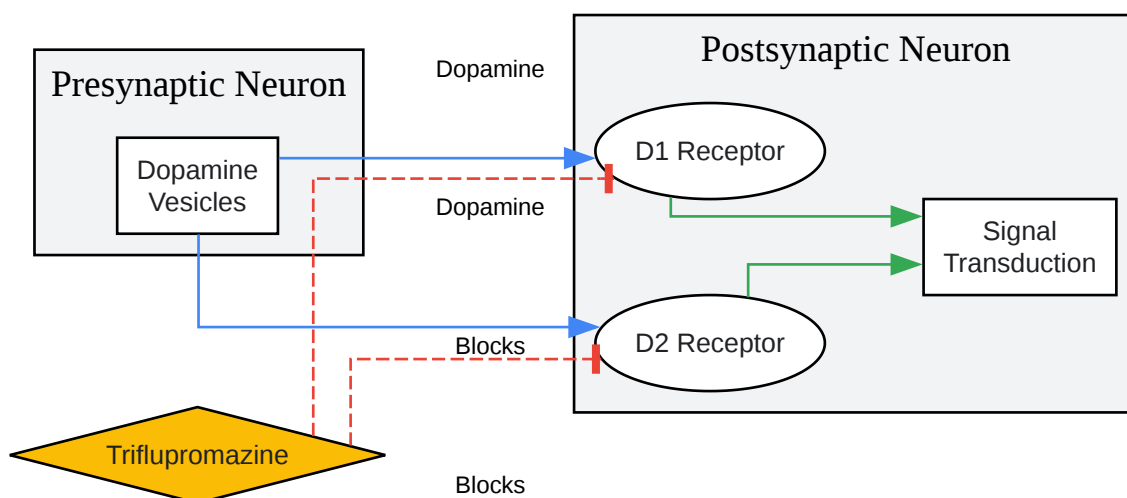 Presynaptic Neuron
Dopamine
Vesicles
Dopamine
Dopamine
Postsynaptic Neuron
D1 Receptor
Signal
Transduction
D2 Receptor
Blocks
Triflupromazine
Blocks